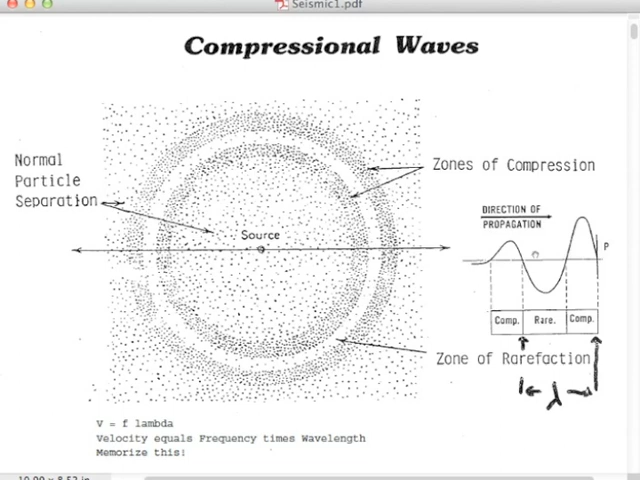 Seismic1.pdf
Compressional Waves
Normal
Particle
Separation
Zones of Compression
Source
DIRECTION OF
PROPAGATION
P
Comp.
Rare.
Comp.
Zone of Rarefaction
λ
V = f lambda
Velocity equals Frequency times Wavelength
Memorize this!